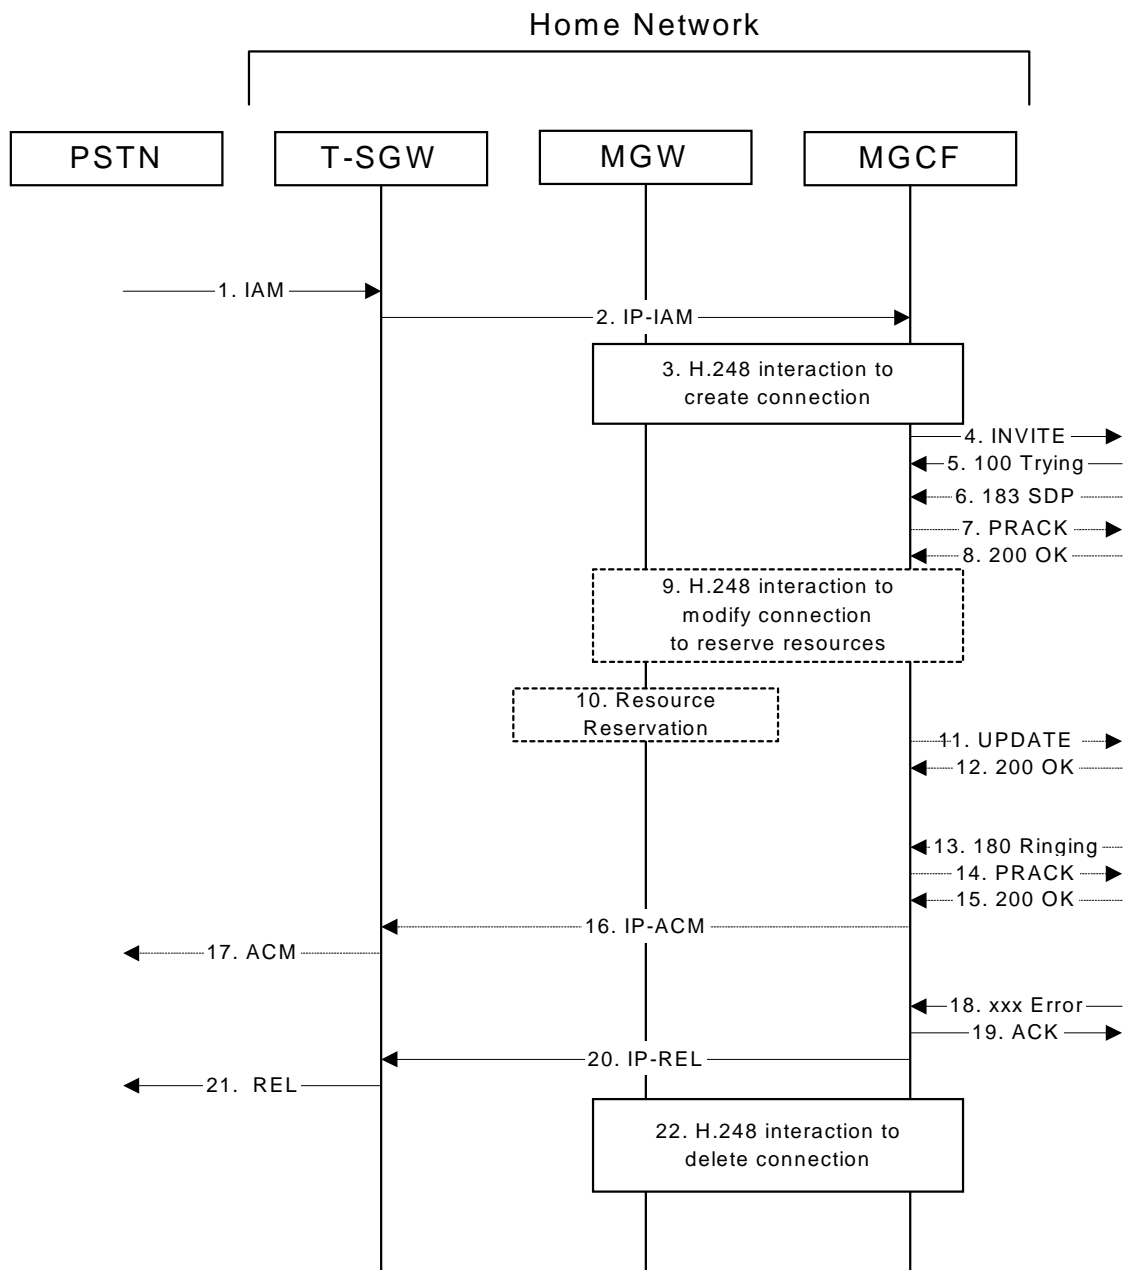 Home Network
PSTN
T-SGW
MGW
MGCF
1. IAM
2. IP-IAM
3. H.248 interaction to
create connection
4. INVITE
5. 100 Trying
6. 183 SDP
7. PRACK
8. 200 OK
9. H.248 interaction to
modify connection
to reserve resources
10. Resource
Reservation
11. UPDATE
12. 200 OK
13. 180 Ringing
14. PRACK
15. 200 OK
16. IP-ACM
17. ACM
18. xxx Error
19. ACK
20. IP-REL
21. REL
22. H.248 interaction to
delete connection